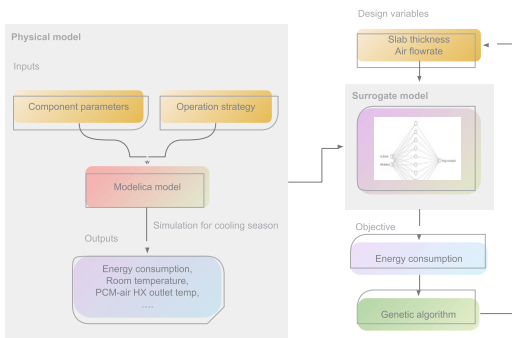 Physical model
Inputs
Component parameters
Operation strategy
Modelica model
Simulation for cooling season
Outputs
Energy consumption,
Room temperature,
PCM-air HX outlet temp,
.....
Design variables
Slab thickness
Air flowrate
Surrogate model
Objective
Energy consumption
Genetic algorithm